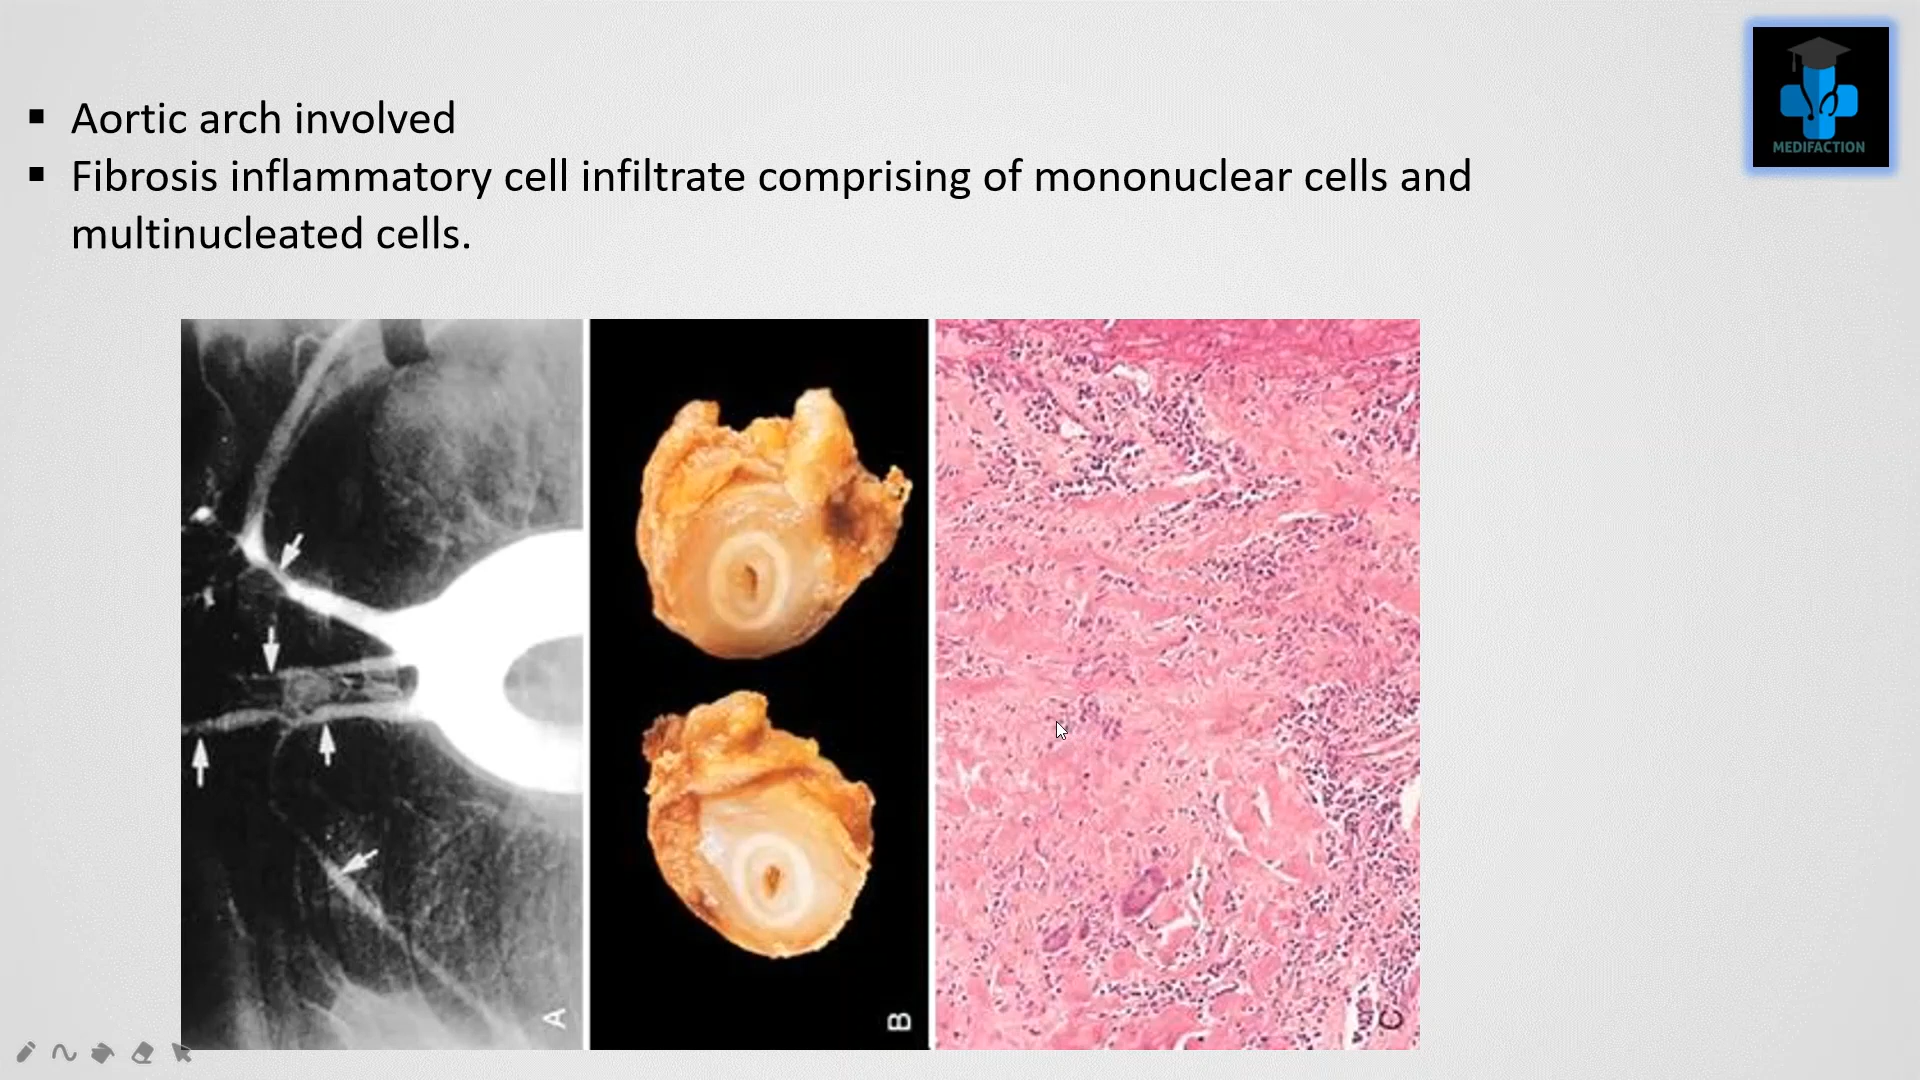 Aortic arch involved
Fibrosis inflammatory cell infiltrate comprising of mononuclear cells and
multinucleated cells.
MEDIFACTION
A
B
C